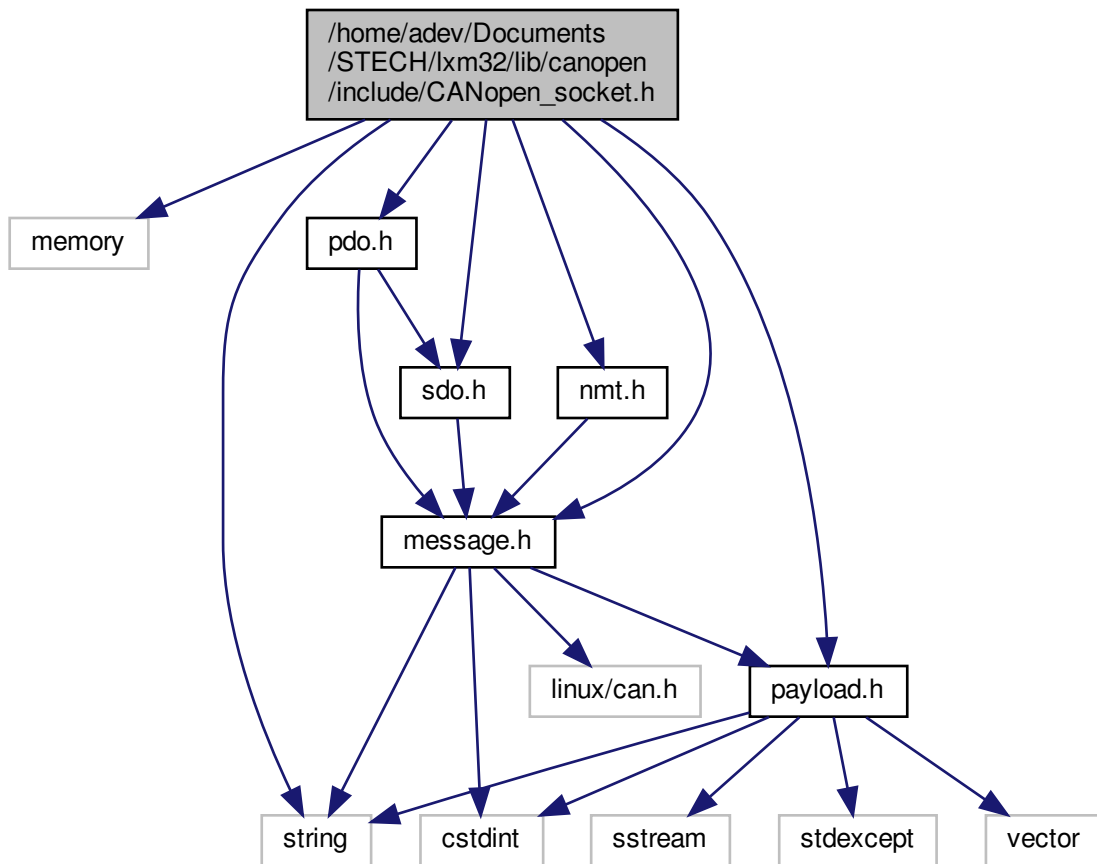 /home/adev/Documents
/STECH/lxm32/lib/canopen
/include/CANopen_socket.h
memory
pdo.h
sdo.h
nmt.h
message.h
linux/can.h
payload.h
string
cstdint
sstream
stdexcept
vector